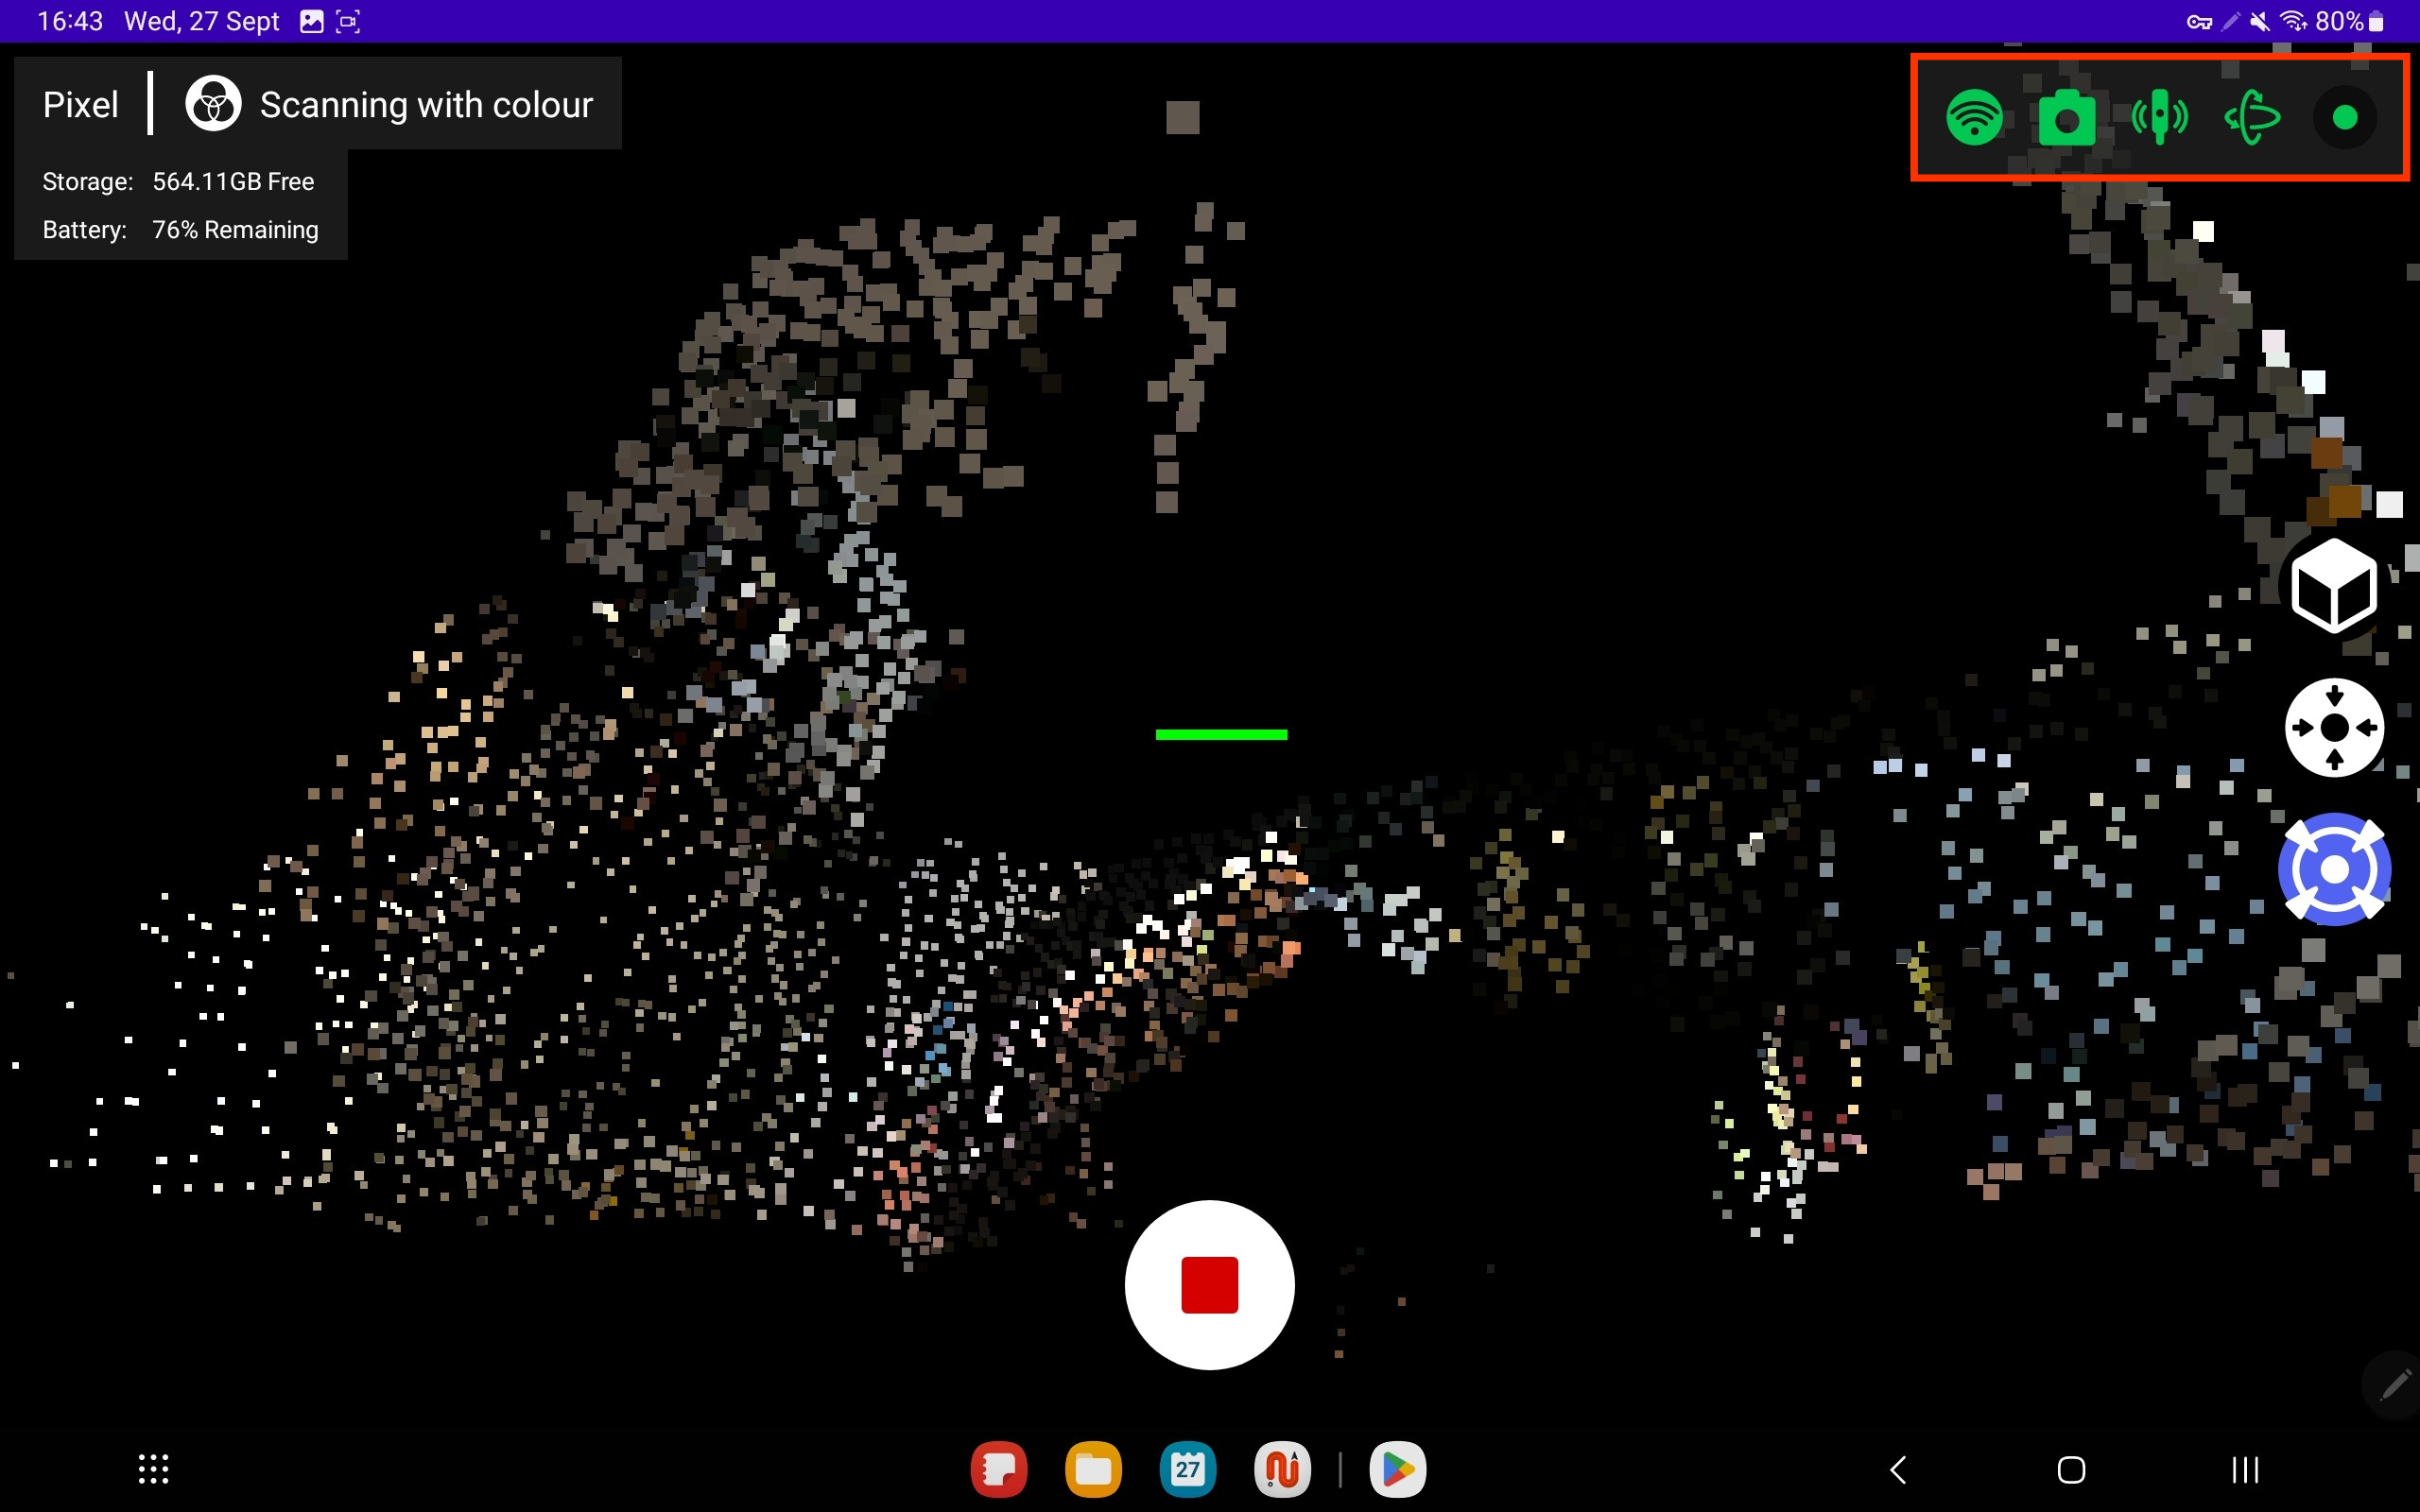 16:43 Wed, 27 Sept
80%
Pixel
Scanning with colour
Storage: 564.11GB Free
Battery: 76% Remaining
27